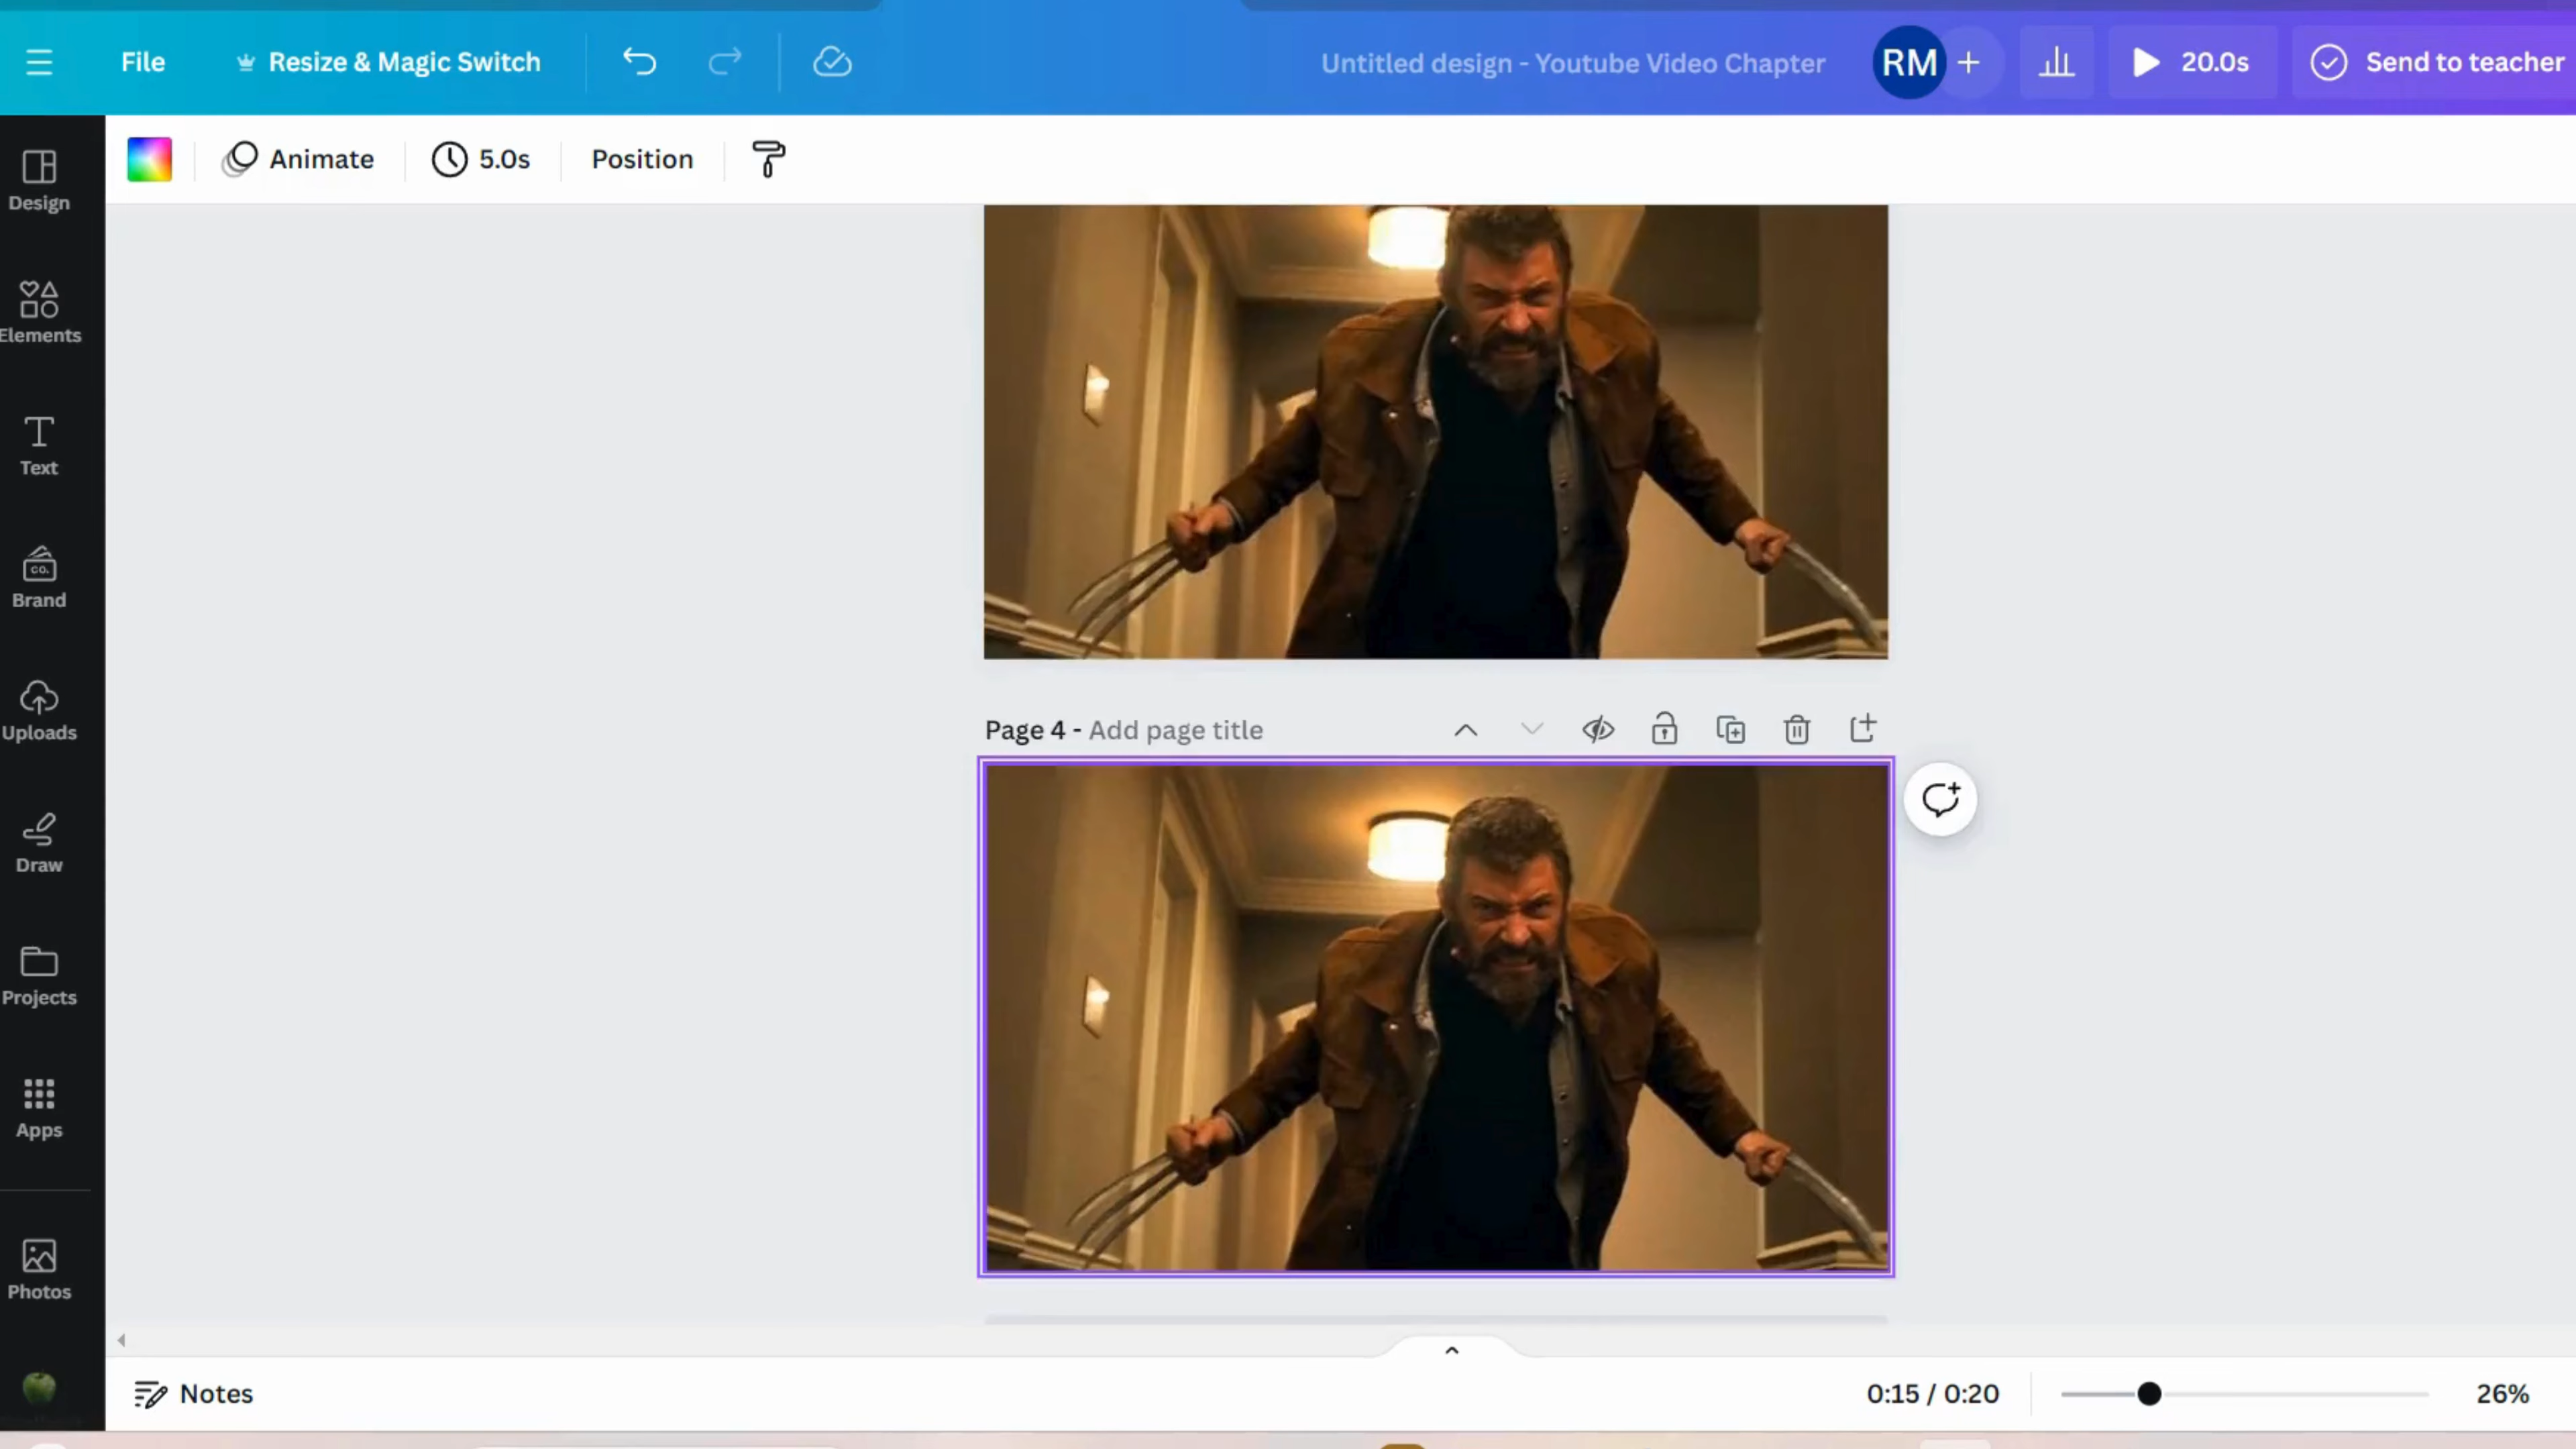 File
Resize & Magic Switch
Untitled design - Youtube Video Chapter
RM
20.0s
Send to teacher
Animate
5.0s
Position
Design
Elements
Text
CO.
Brand
Uploads
Draw
Projects
Apps
Photos
Page 4 - Add page title
Notes
0:15 / 0:20
26%